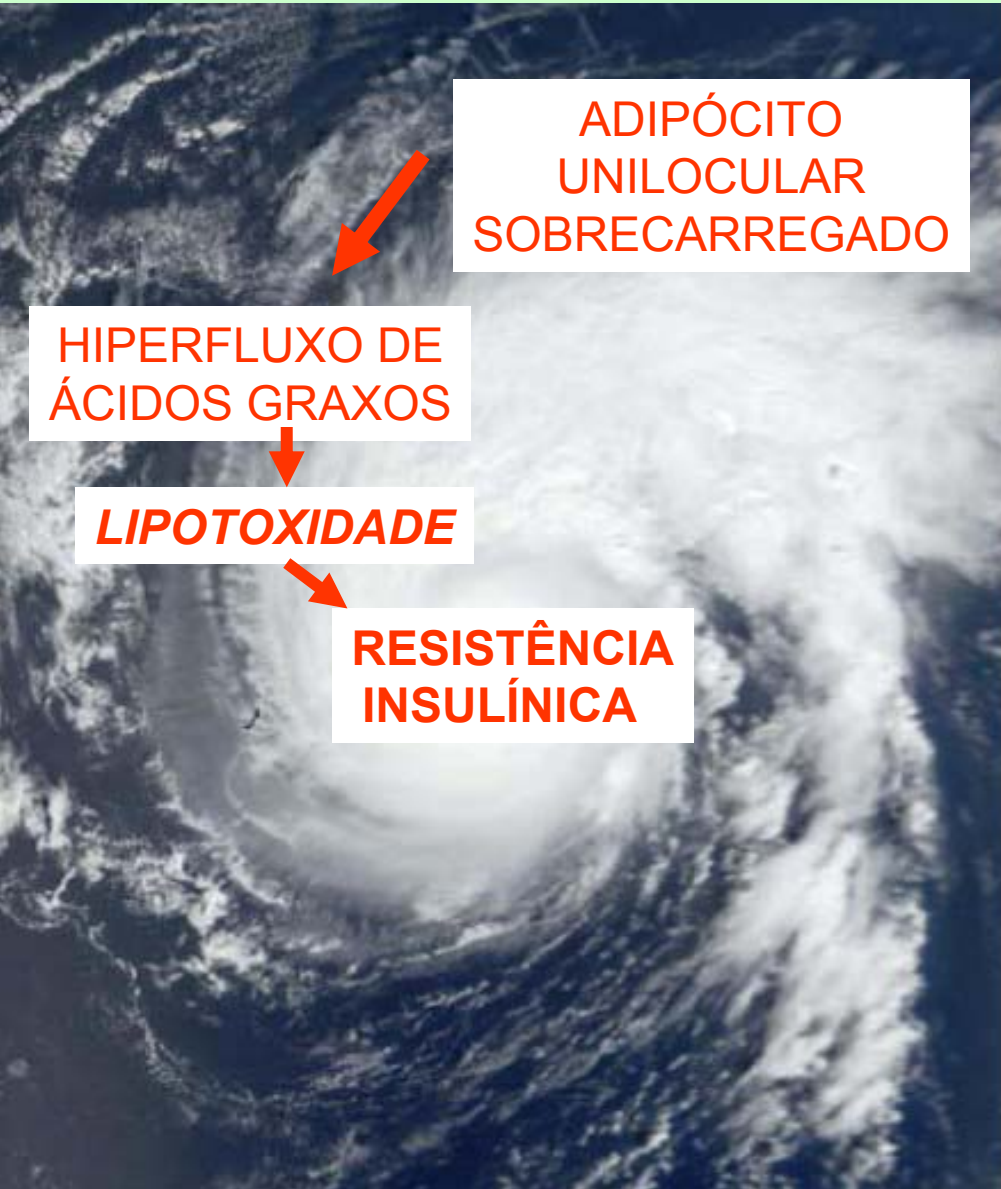 ADIPÓCITO
UNILOCULAR
SOBRECARREGADO
HIPERFLUXO DE
ÁCIDOS GRAXOS
LIPOTOXIDADE
RESISTÊNCIA
INSULÍNICA